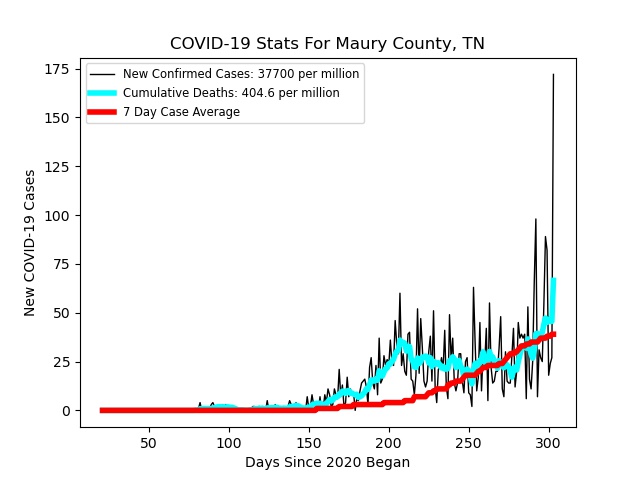 COVID-19 Stats For Maury County, TN
New Confirmed Cases: 37700 per million
Cumulative Deaths: 404.6 per million
7 Day Case Average
175
150
125
100
75
50
25
0
New COVID-19 Cases
50 100 150 200 250 300
Days Since 2020 Began